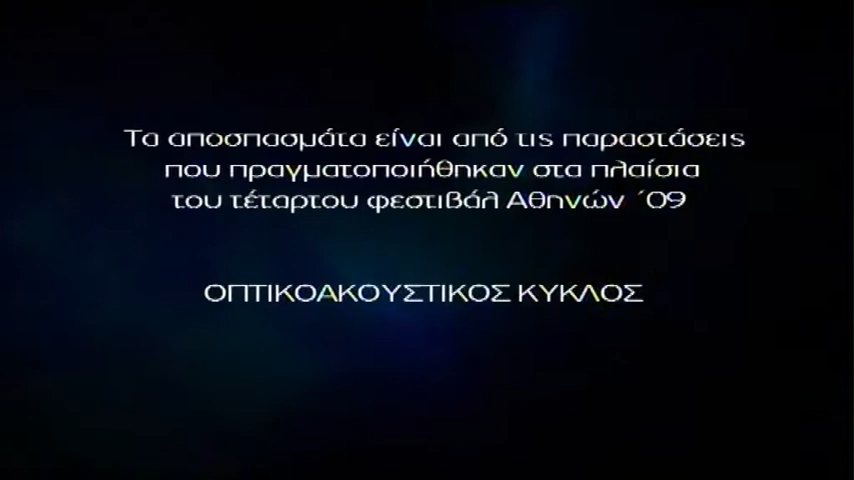 Τα αποσπασμάτα είναι από τις παραστάσεις
που πραγματοποιήθηκαν στα πλαίσια
του τέταρτου φεστιβάλ Αθηνών ΄09
ΟΠΤΙΚΟΑΚΟΥΣΤΙΚΟΣ ΚΥΚΛΟΣ